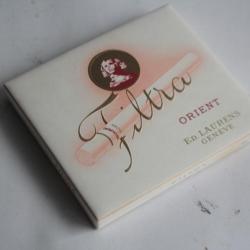 Filtra
ORIENT
ED. LAURENS
GENÈVE